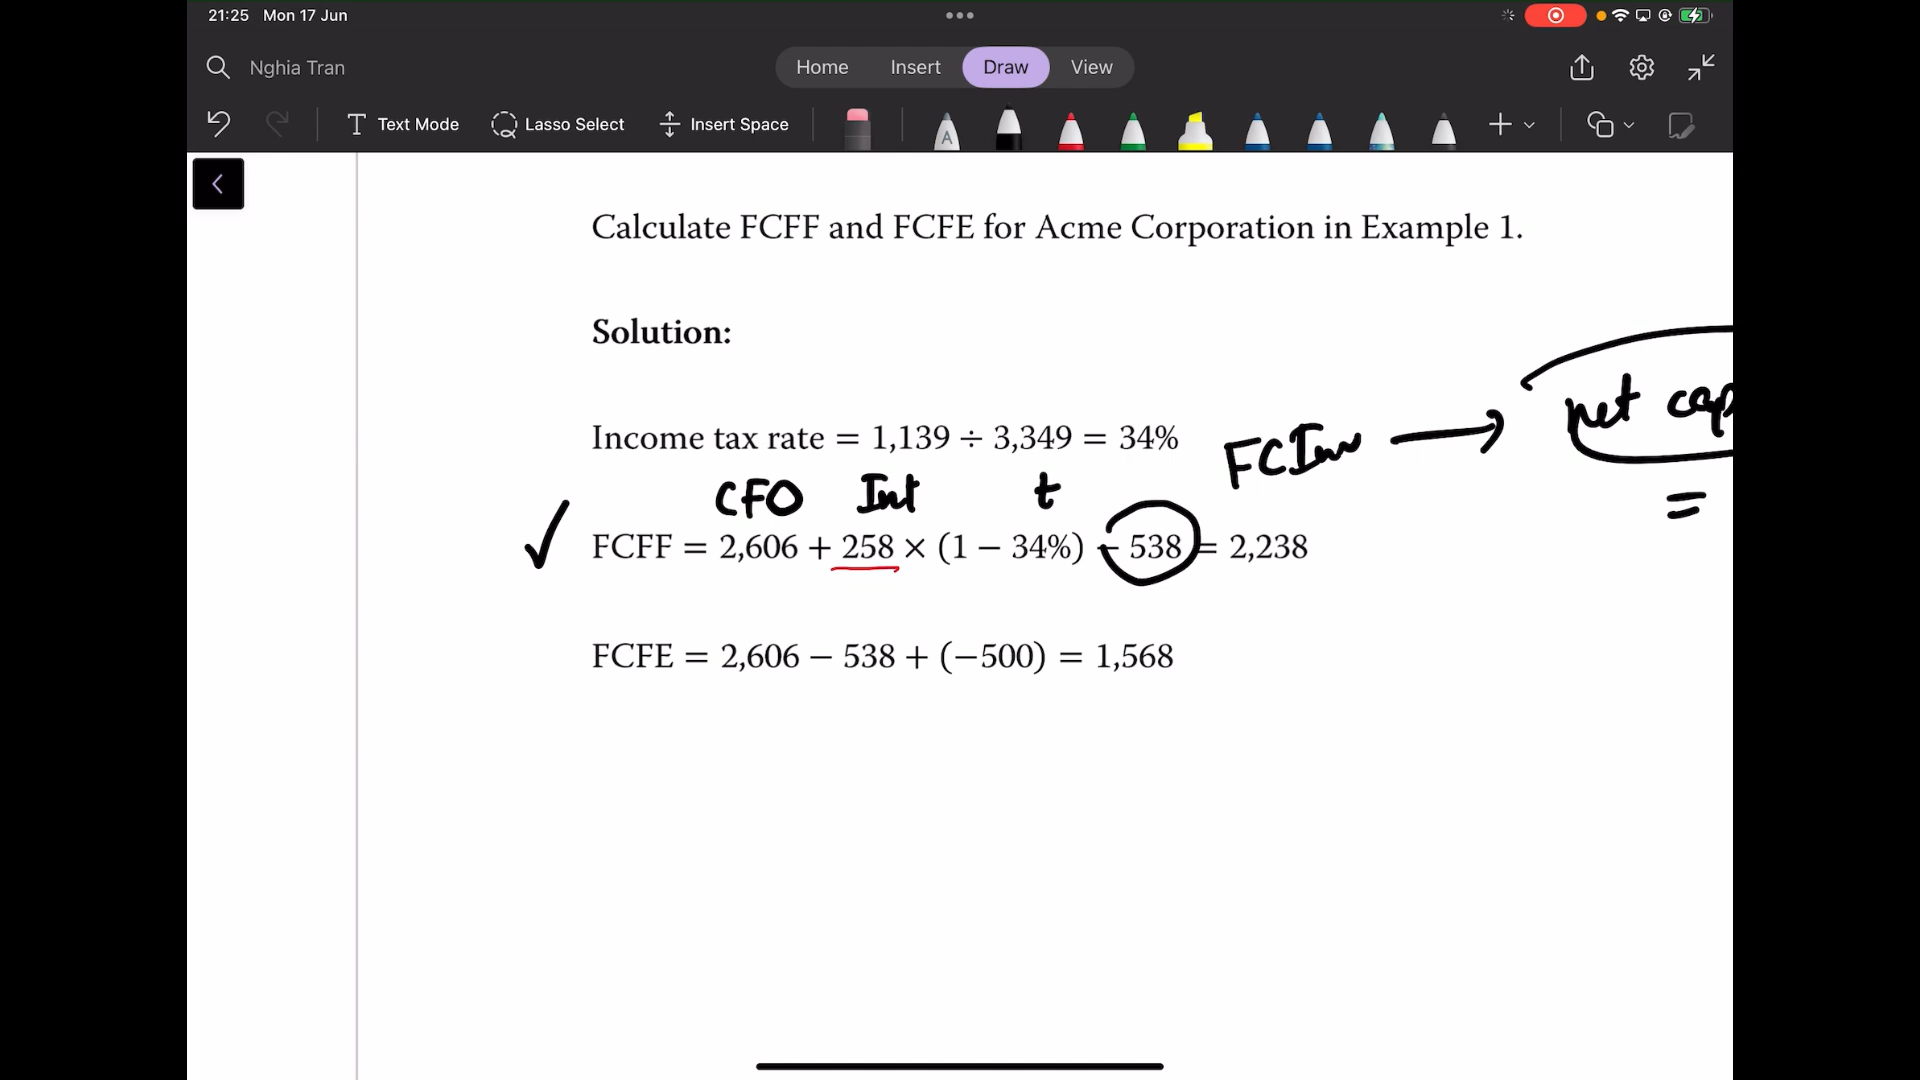 21:25 Mon 17 Jun
Nghia Tran
Home Insert Draw View
Text Mode Lasso Select Insert Space
A
Calculate FCFF and FCFE for Acme Corporation in Example 1.
Solution:
net cap
Income tax rate = 1,139 ÷ 3,349 = 34%
FCInv →
CFO Int t
=
✓ FCFF = 2,606 + 258 × (1 − 34%) − 538 = 2,238
FCFE = 2,606 − 538 + (−500) = 1,568